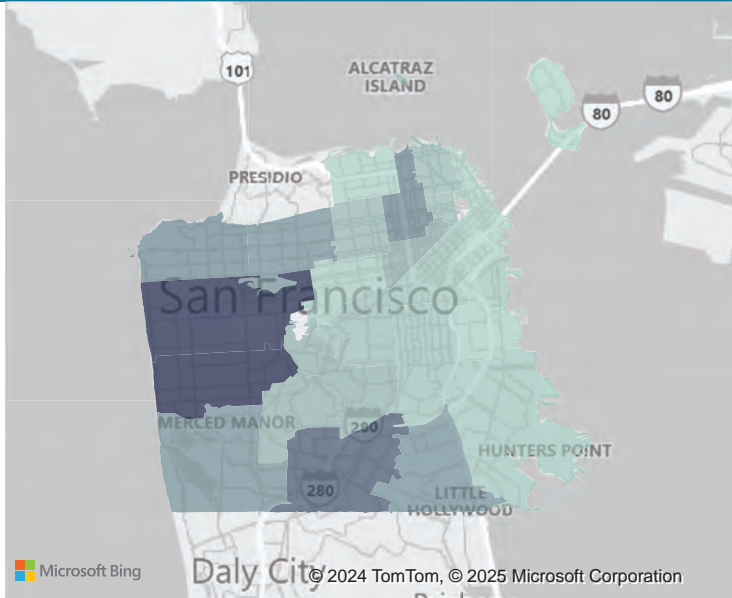 101
ALCATRAZ
ISLAND
80
80
PRESIDIO
San Francisco
MERCED MANOR
280
HUNTERS POINT
280
LITTLE
HOLLYWOOD
Microsoft Bing
Daly City
© 2024 TomTom, © 2025 Microsoft Corporation